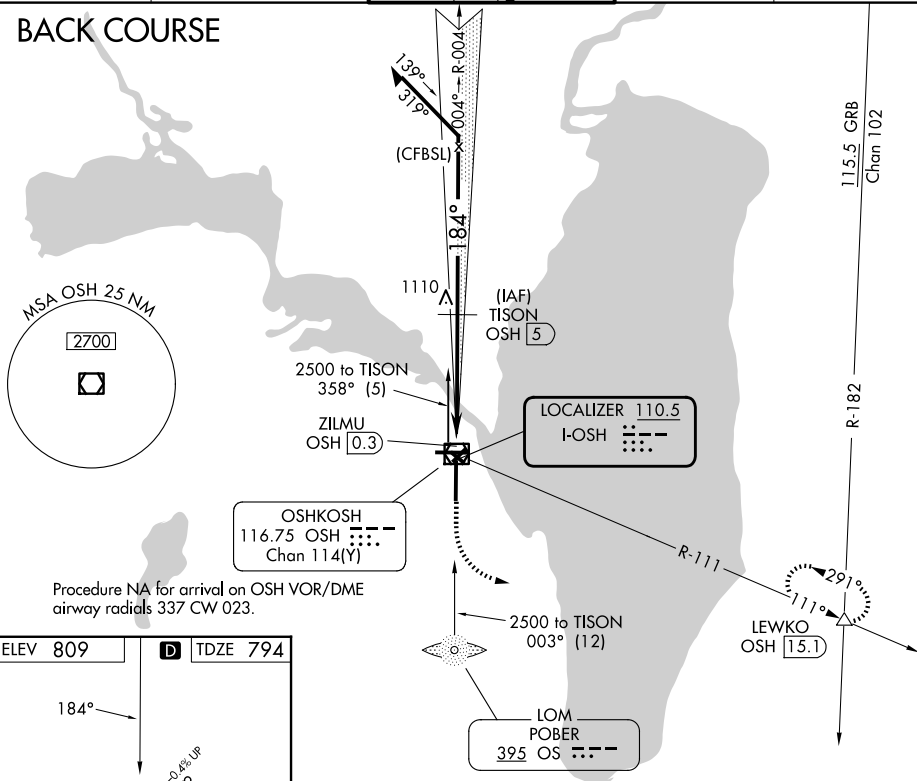 BACK COURSE
R-004
004°
139°
319°
(CFBSL)
184°
115.5 GRB
Chan 102
1110
(IAF)
TISON
OSH 5
MSA OSH 25 NM
2700
2500 to TISON
358° (5)
ZILMU
OSH 0.3
LOCALIZER 110.5
I-OSH
R-182
OSHKOSH
116.75 OSH
Chan 114(Y)
R-111
Procedure NA for arrival on OSH VOR/DME
airway radials 337 CW 023.
291°
111°
2500 to TISON
003° (12)
LEWKO
OSH 15.1
ELEV 809
D
TDZE 794
184°
LOM
POBER
395 OS
0.4% UP